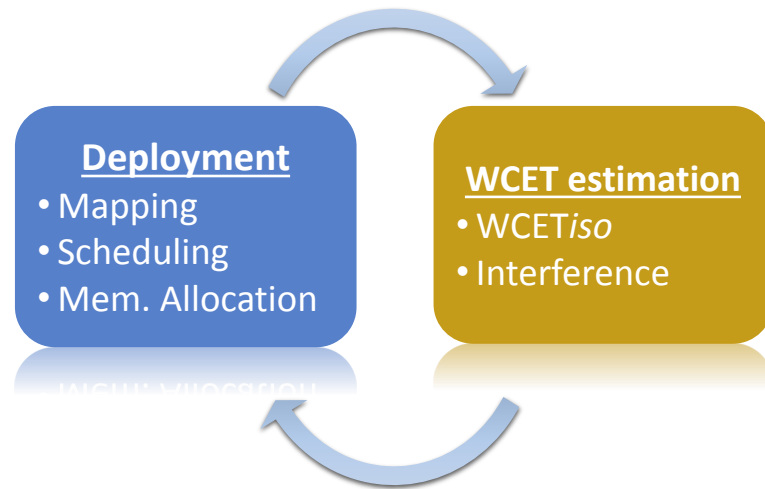 Deployment
• Mapping
• Scheduling
• Mem. Allocation
WCET estimation
• WCETiso
• Interference